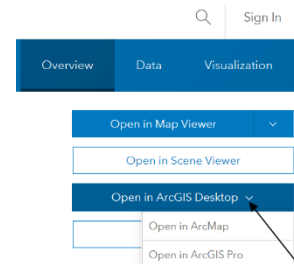 Sign In
Overview Data Visualization
Open in Map Viewer
Open in Scene Viewer
Open in ArcGIS Desktop
Open in ArcMap
Open in ArcGIS Pro